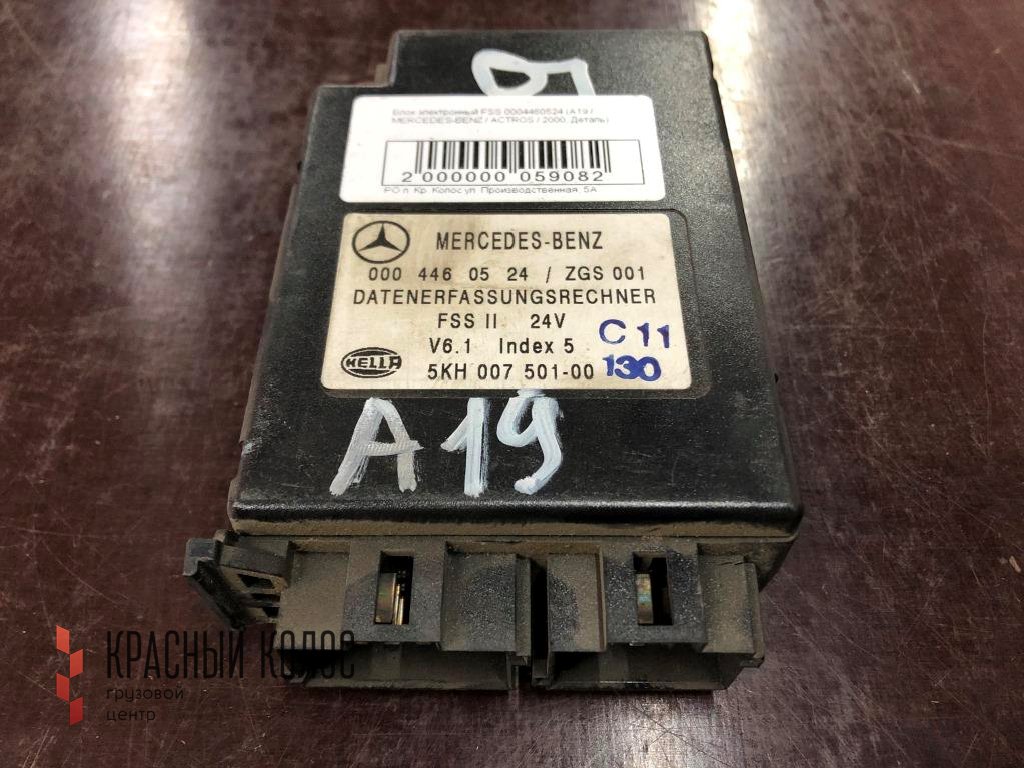 Блок электронный FSS 0004460524 (A19 /
MERCEDES-BENZ / ACTROS / 2000, Деталь)
2 000000 059082
РО п. Кр. Колос ул. Производственная, 5А
MERCEDES-BENZ
000 446 05 24 / ZGS 001
DATENERFASSUNGSRECHNER
FSS II 24V
C 11
V6.1 Index 5
HELLA
5KH 007 501-00
130
A19
КРАСНЫЙ КОЛОС
грузовой
центр